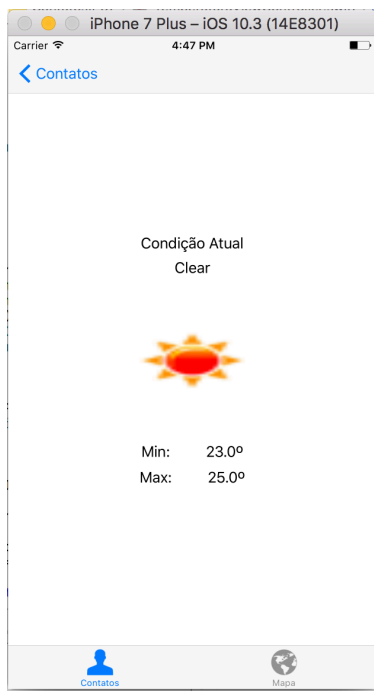 iPhone 7 Plus – iOS 10.3 (14E8301)
Carrier 4:47 PM
Contatos
Condição Atual
Clear
Min: 23.0º
Max: 25.0º
Contatos Mapa